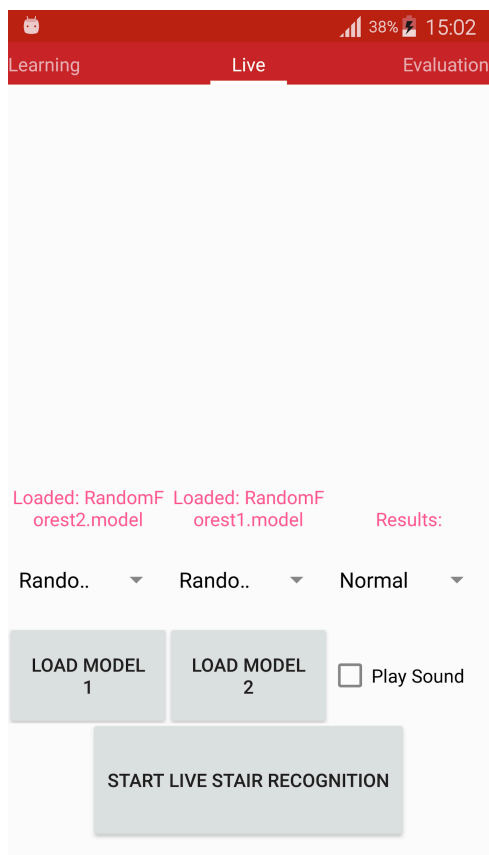 38% 15:02
Learning Live Evaluation
Loaded: RandomF
orest2.model
Loaded: RandomF
orest1.model
Results:
Rando.. Rando.. Normal
LOAD MODEL
1
LOAD MODEL
2
Play Sound
START LIVE STAIR RECOGNITION